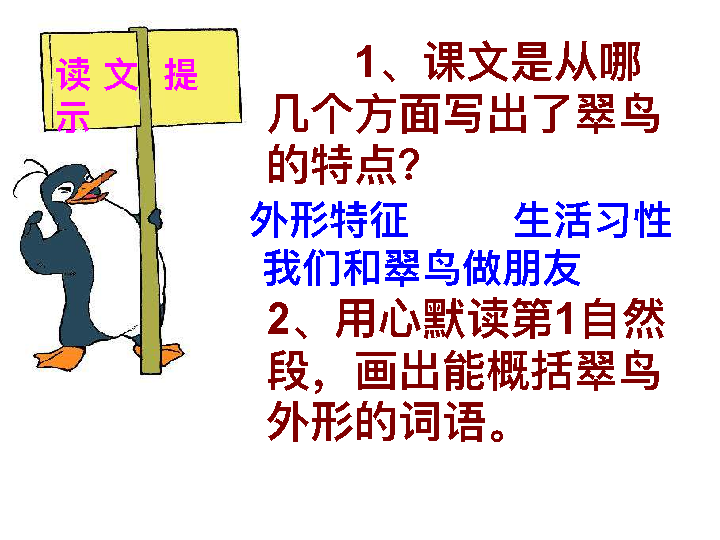 读文 提
示
1、课文是从哪
几个方面写出了翠鸟
的特点?
外形特征 生活习性
我们和翠鸟做朋友
2、用心默读第1自然
段，画出能概括翠鸟
外形的词语。